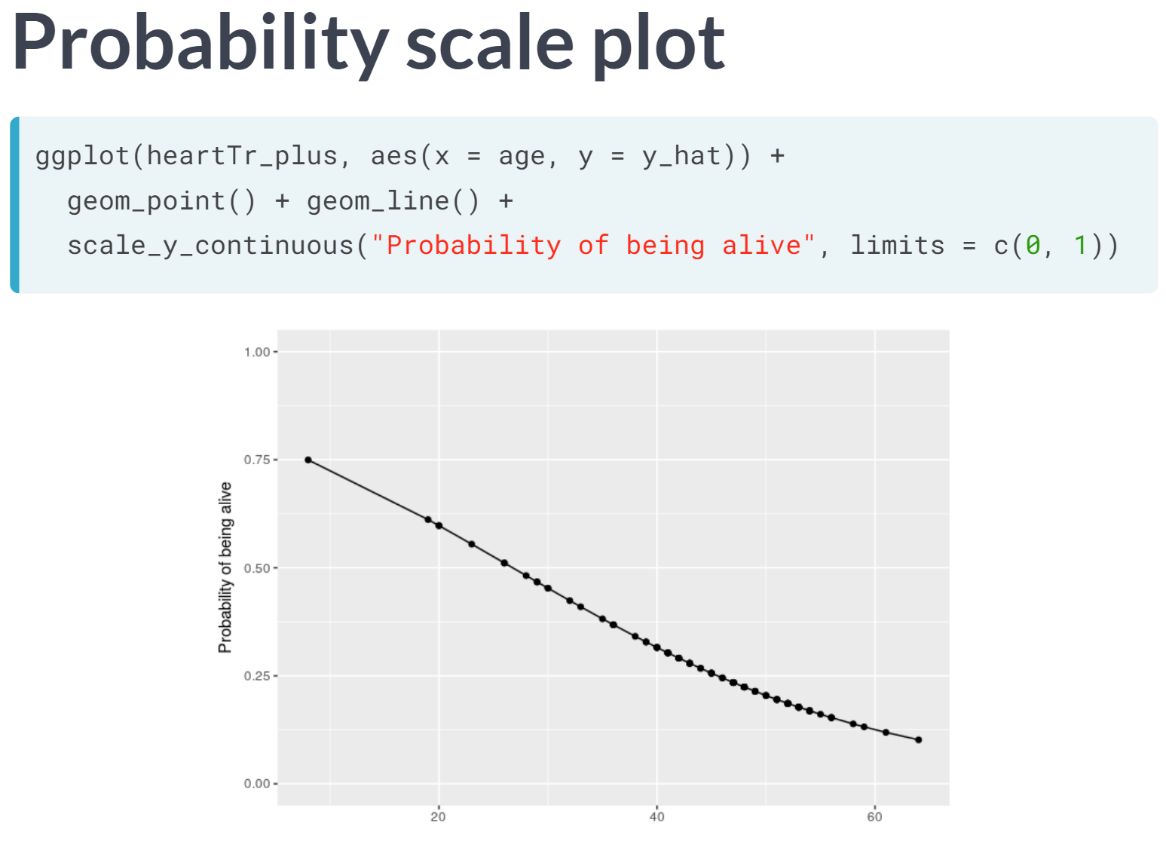 Probability scale plot
ggplot(heartTr_plus, aes(x = age, y = y_hat)) +
  geom_point() + geom_line() +
  scale_y_continuous("Probability of being alive", limits = c(0, 1))
1.00
0.75
0.50
0.25
0.00
Probability of being alive
20 40 60